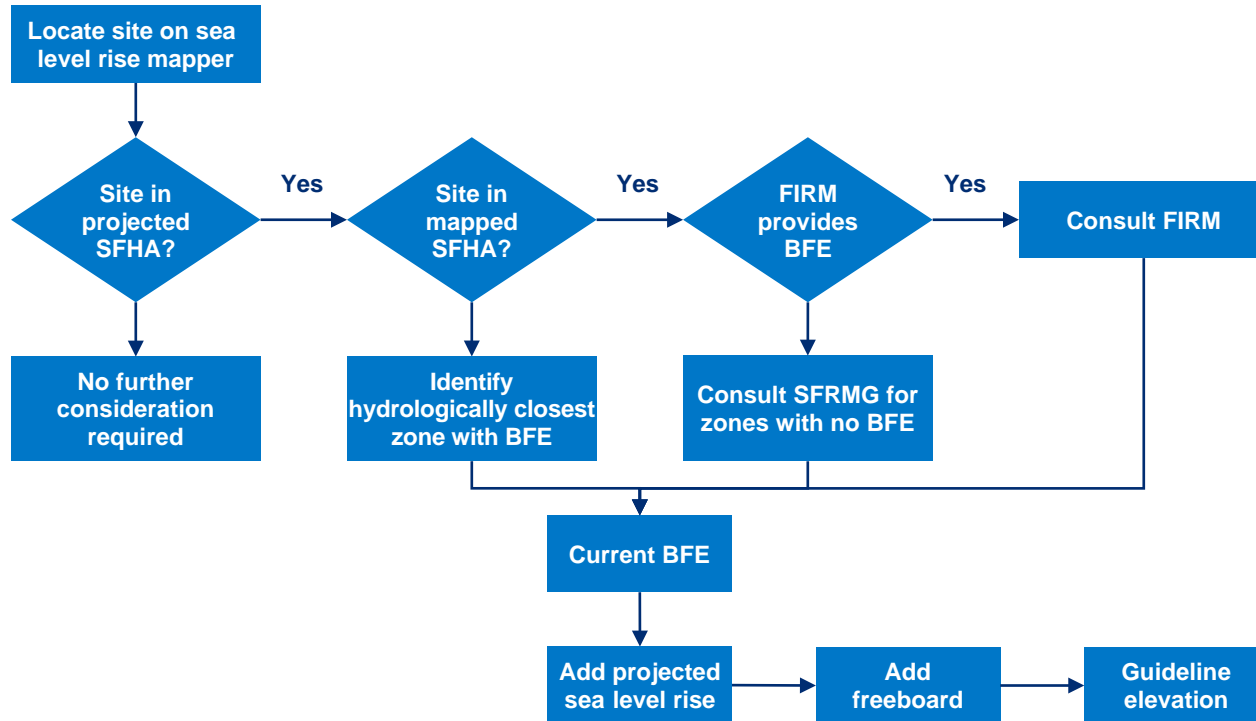 Locate site on sea
level rise mapper
Site in
projected
SFHA?
Yes
Site in
mapped
SFHA?
Yes
FIRM
provides
BFE
Yes
Consult FIRM
No further
consideration
required
Identify
hydrologically closest
zone with BFE
Consult SFRMG for
zones with no BFE
Current BFE
Add projected
sea level rise
Add
freeboard
Guideline
elevation